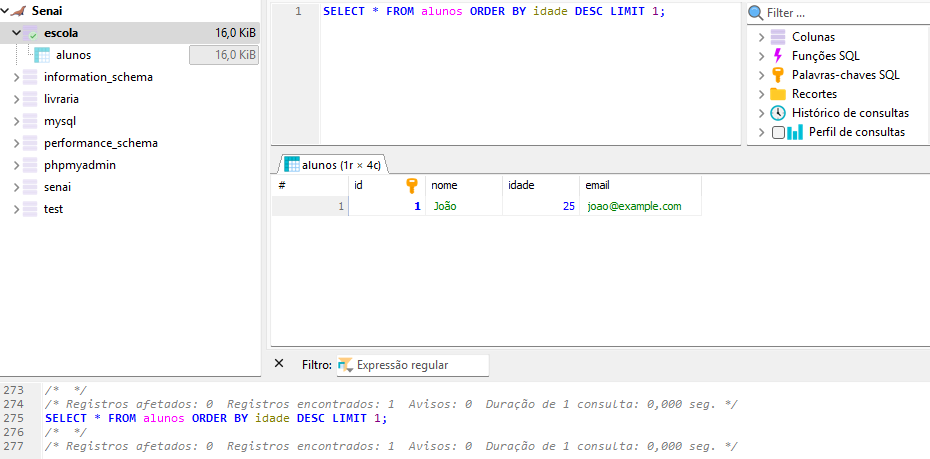 Senai
escola 16,0 KiB
alunos 16,0 KiB
information_schema
livraria
mysql
performance_schema
phpmyadmin
senai
test
1 SELECT * FROM alunos ORDER BY idade DESC LIMIT 1;
Filter ...
Colunas
Funções SQL
Palavras-chaves SQL
Recortes
Histórico de consultas
Perfil de consultas
alunos (1r × 4c)
# id nome idade email
1 1 João 25 joao@example.com
Filtro: Expressão regular
273 /*  */
274 /* Registros afetados: 0  Registros encontrados: 1  Avisos: 0  Duração de 1 consulta: 0,000 seg. */
275 SELECT * FROM alunos ORDER BY idade DESC LIMIT 1;
276 /*  */
277 /* Registros afetados: 0  Registros encontrados: 1  Avisos: 0  Duração de 1 consulta: 0,000 seg. */